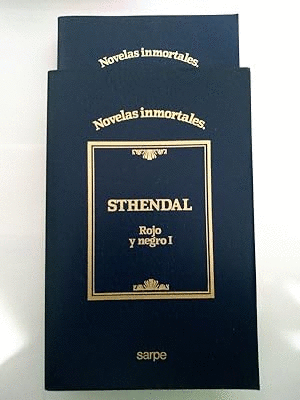 Novelas inmortales.
Novelas inmortales.
STHENDAL
Rojo
y negro I
sarpe